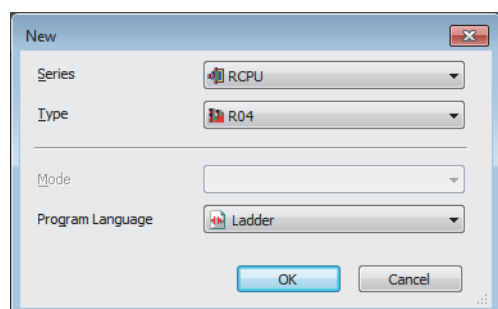 New
Series
RCPU
Type
R04
Mode
Program Language
Ladder
OK
Cancel